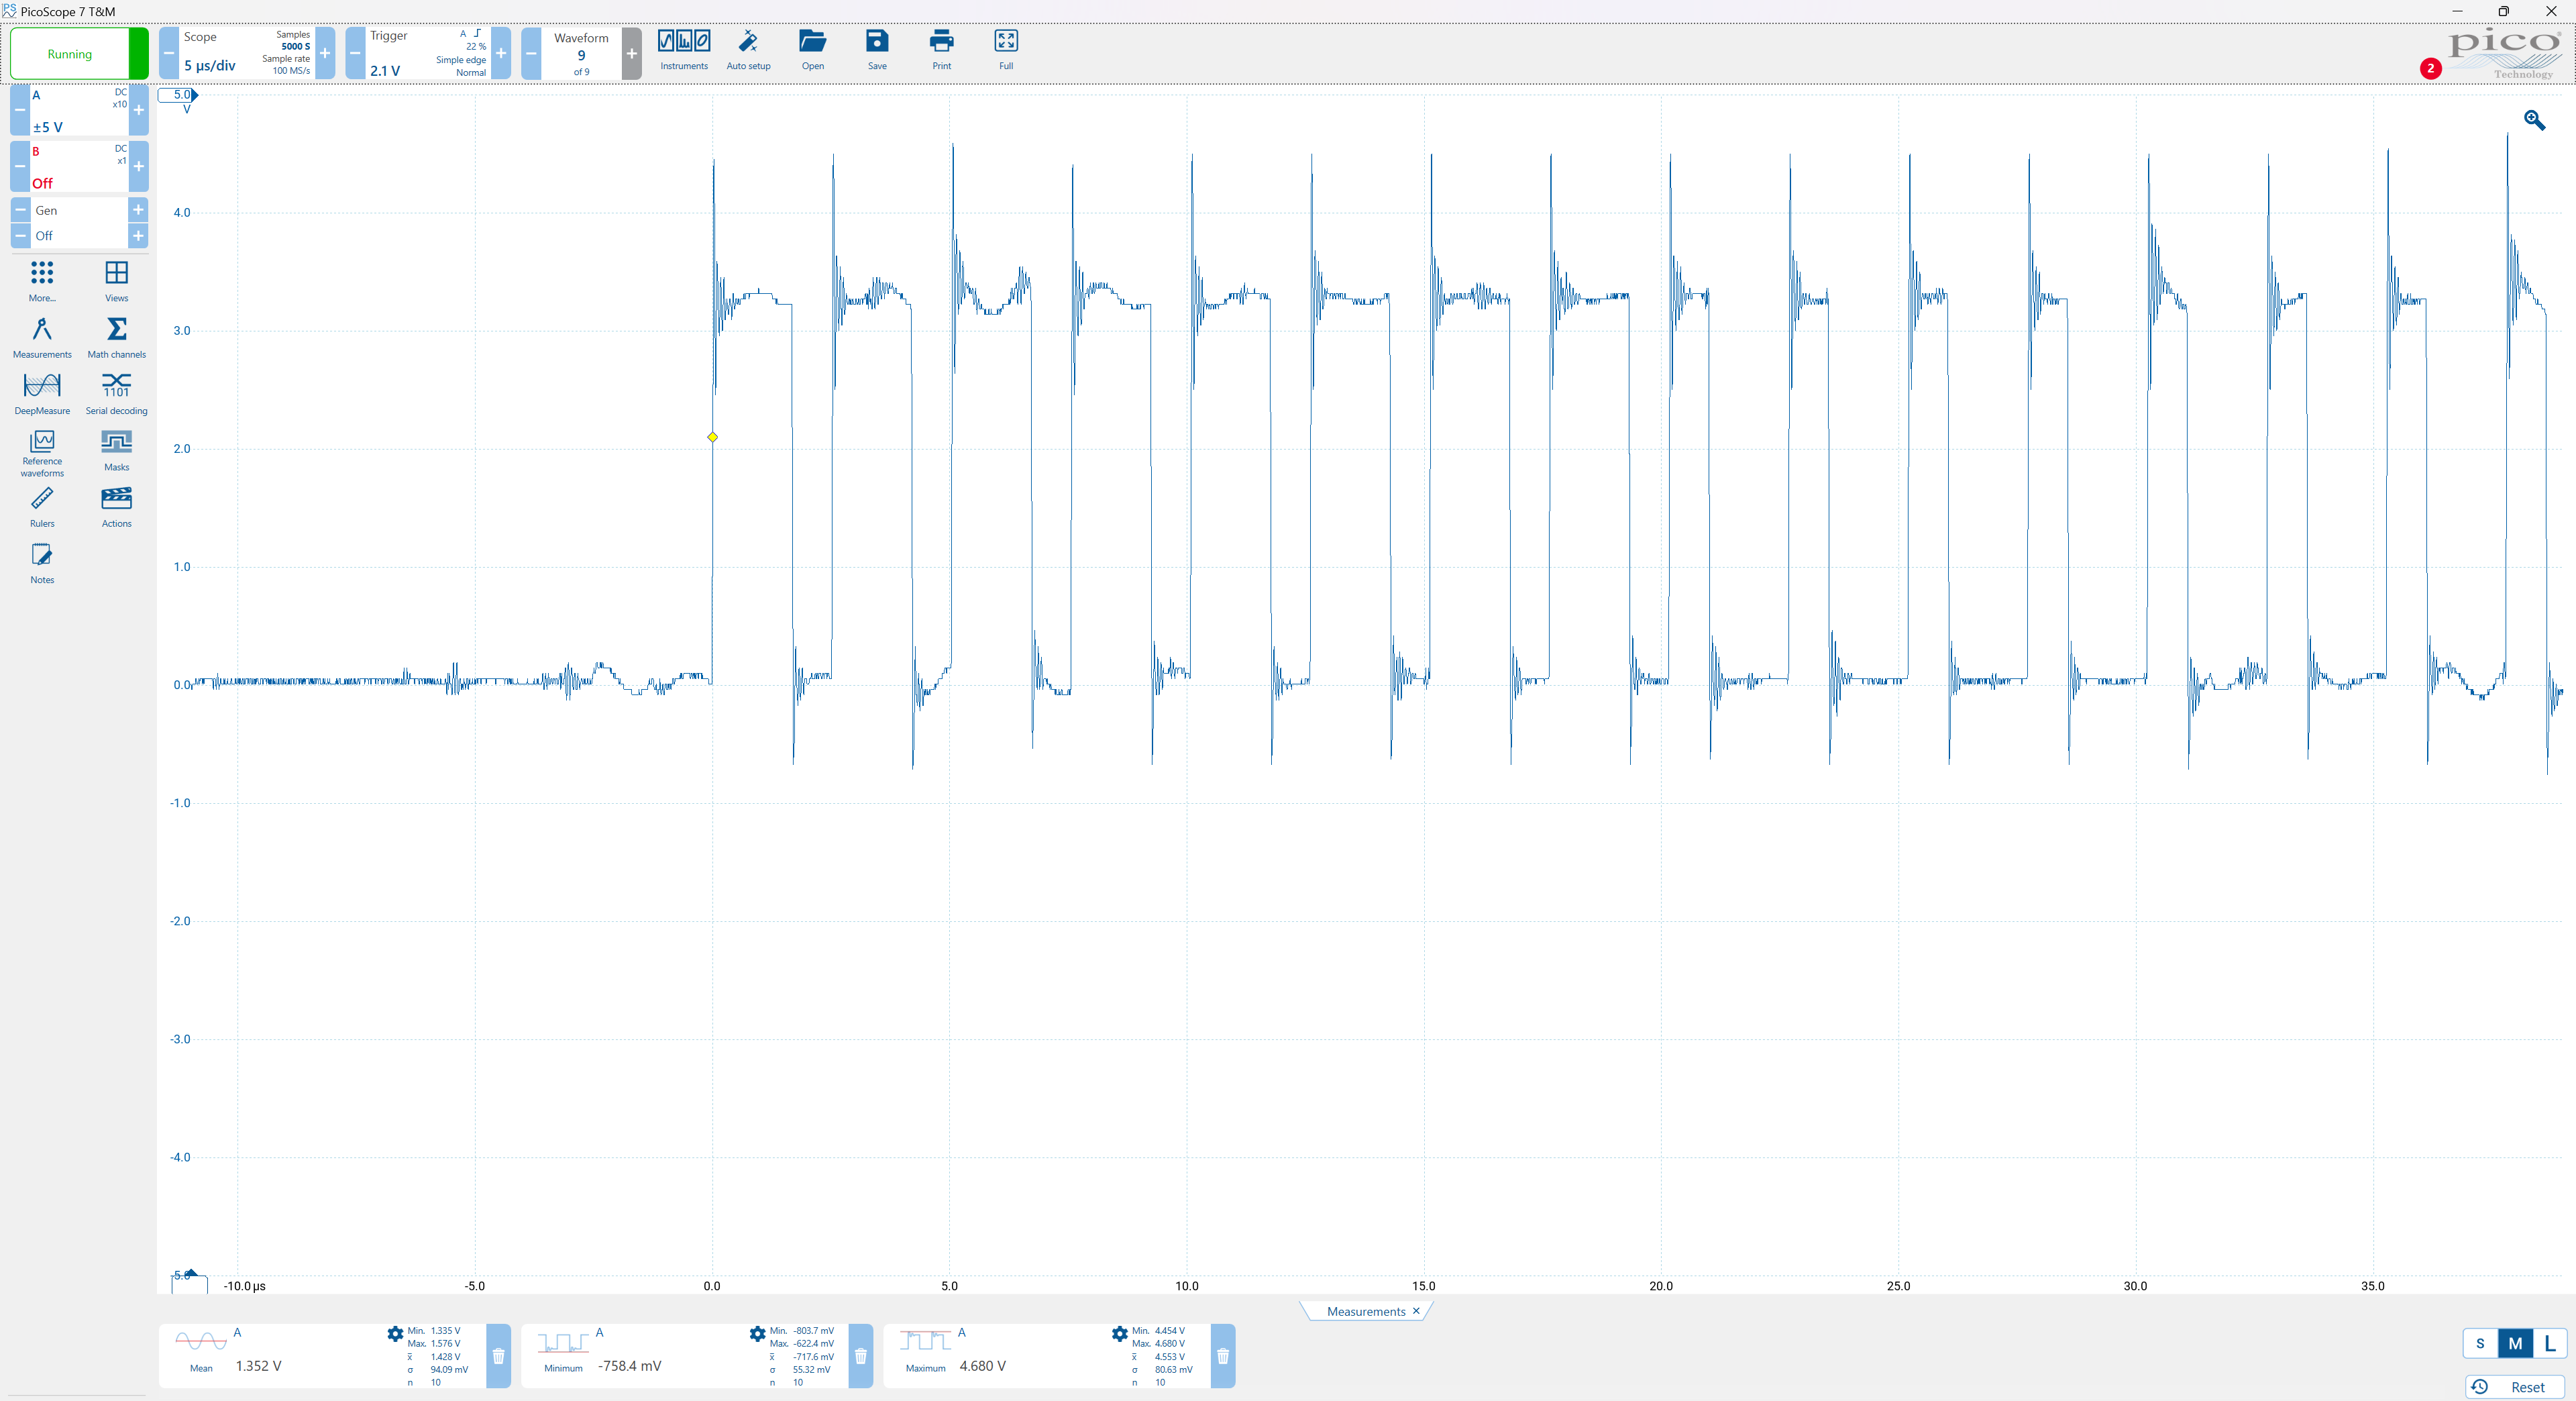 PicoScope 7 T&M
Running
Scope
5 µs/div
Samples
5000 S
Sample rate
100 MS/s
Trigger
2.1 V
A
22 %
Simple edge
Normal
Waveform
9
of 9
Instruments
Auto setup
Open
Save
Print
Full
2
pico
Technology
A
DC
x10
±5 V
B
DC
x1
Off
Gen
Off
More...
Views
Measurements
Math channels
DeepMeasure
1101
Serial decoding
Reference
waveforms
Masks
Rulers
Actions
Notes
5.0
V
4.0
3.0
2.0
1.0
0.0
-1.0
-2.0
-3.0
-4.0
-5.0
-10.0 µs
-5.0
0.0
5.0
10.0
15.0
20.0
25.0
30.0
35.0
Measurements ×
A
Mean
1.352 V
Min. 1.335 V
Max. 1.576 V
x̄ 1.428 V
σ 94.09 mV
n 10
A
Minimum
-758.4 mV
Min. -803.7 mV
Max. -622.4 mV
x̄ -717.6 mV
σ 55.32 mV
n 10
A
Maximum
4.680 V
Min. 4.454 V
Max. 4.680 V
x̄ 4.553 V
σ 80.63 mV
n 10
S M L
Reset